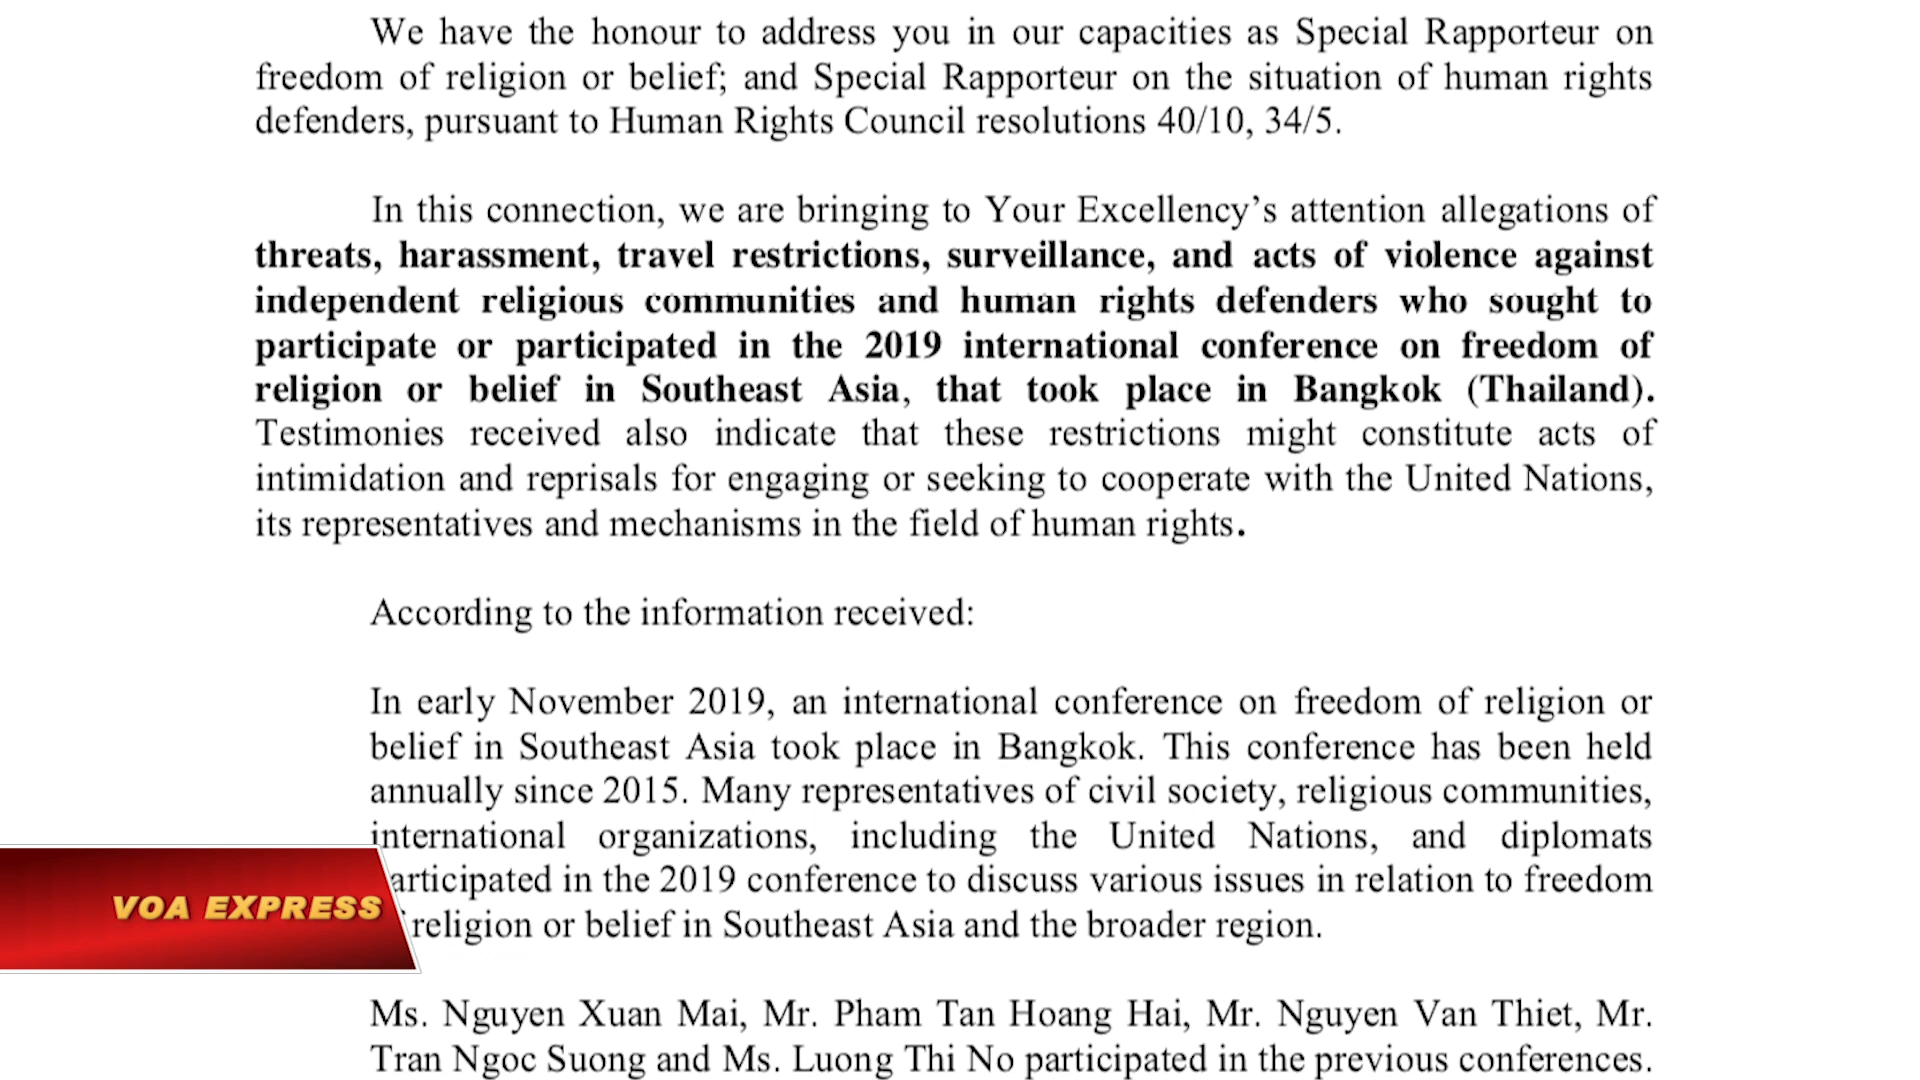 We have the honour to address you in our capacities as Special Rapporteur on
freedom of religion or belief; and Special Rapporteur on the situation of human rights
defenders, pursuant to Human Rights Council resolutions 40/10, 34/5.
In this connection, we are bringing to Your Excellency's attention allegations of
threats, harassment, travel restrictions, surveillance, and acts of violence against
independent religious communities and human rights defenders who sought to
participate or participated in the 2019 international conference on freedom of
religion or belief in Southeast Asia, that took place in Bangkok (Thailand).
Testimonies received also indicate that these restrictions might constitute acts of
intimidation and reprisals for engaging or seeking to cooperate with the United Nations,
its representatives and mechanisms in the field of human rights.
According to the information received:
In early November 2019, an international conference on freedom of religion or
belief in Southeast Asia took place in Bangkok. This conference has been held
annually since 2015. Many representatives of civil society, religious communities,
international organizations, including the United Nations, and diplomats
articipated in the 2019 conference to discuss various issues in relation to freedom
religion or belief in Southeast Asia and the broader region.
Ms. Nguyen Xuan Mai, Mr. Pham Tan Hoang Hai, Mr. Nguyen Van Thiet, Mr.
Tran Ngoc Suong and Ms. Luong Thi No participated in the previous conferences.
VOA EXPRESS